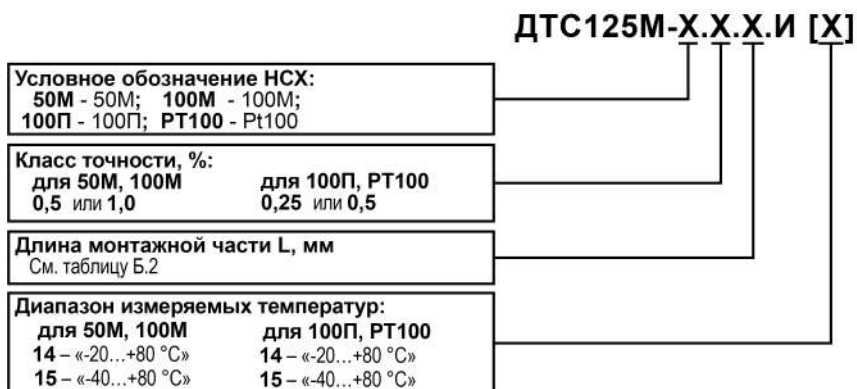 ДТС125М-Х.Х.Х.И [Х]
Условное обозначение НСХ:
50М - 50М; 100М - 100М;
100П - 100П; РТ100 - Pt100
Класс точности, %:
для 50М, 100М для 100П, РТ100
0,5 или 1,0 0,25 или 0,5
Длина монтажной части L, мм
См. таблицу Б.2
Диапазон измеряемых температур:
для 50М, 100М для 100П, РТ100
14 – «-20...+80 °С» 14 – «-20...+80 °С»
15 – «-40...+80 °С» 15 – «-40...+80 °С»